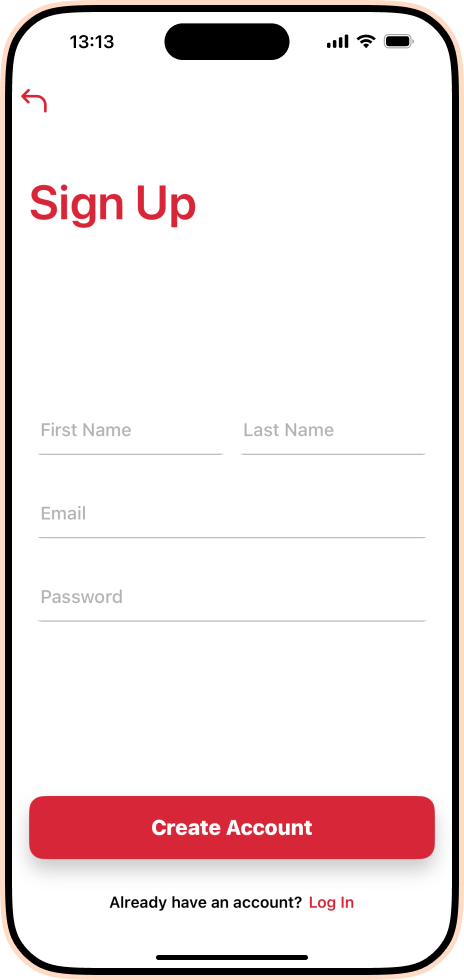 13:13
Sign Up
First Name Last Name
Email
Password
Create Account
Already have an account? Log In